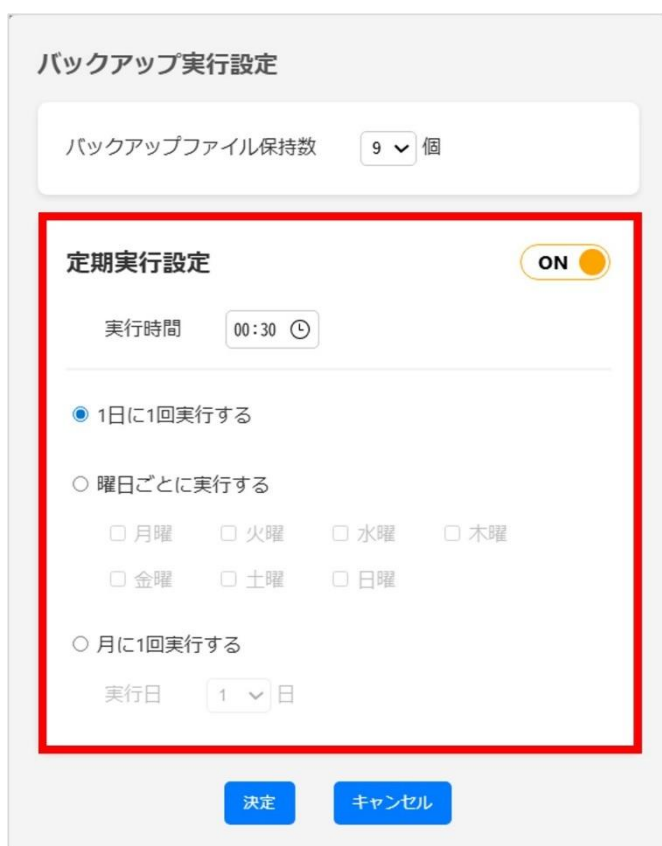 バックアップ実行設定
バックアップファイル保持数 9 個
定期実行設定 ON
実行時間 00:30
1日に1回実行する
曜日ごとに実行する
月曜 火曜 水曜 木曜
金曜 土曜 日曜
月に1回実行する
実行日 1 日
決定 キャンセル